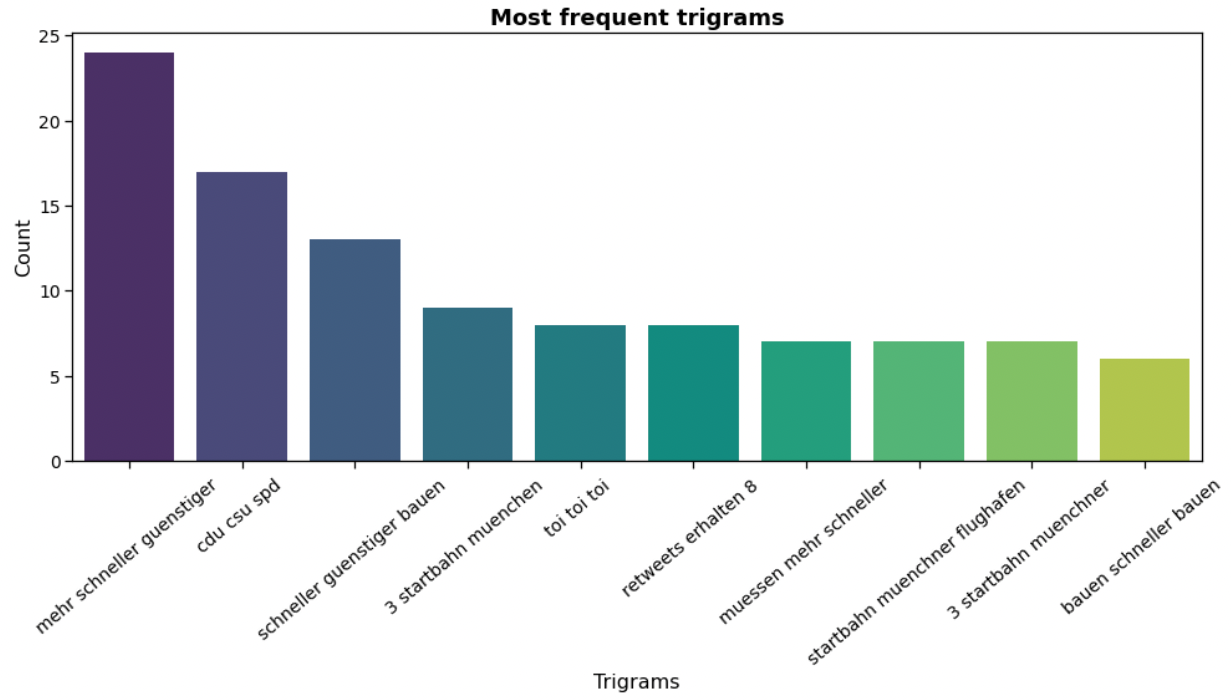 Most frequent trigrams
25
20
15
10
5
0
Count
mehr schneller guenstiger
cdu csu spd
schneller guenstiger bauen
3 startbahn muenchen
toi toi toi
retweets erhalten 8
muessen mehr schneller
startbahn muenchner flughafen
3 startbahn muenchner
bauen schneller bauen
Trigrams